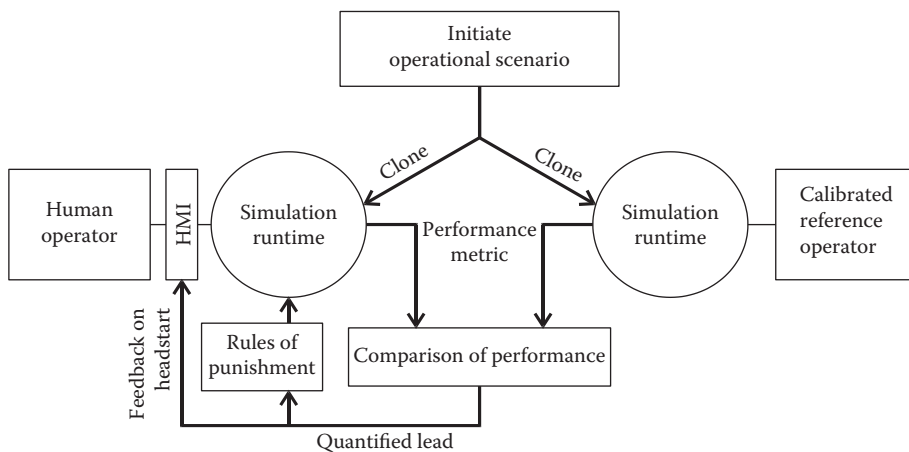 Initiate
operational scenario
Clone
Clone
Human
operator
HMI
Simulation
runtime
Performance
metric
Simulation
runtime
Calibrated
reference
operator
Feedback on
headstart
Rules of
punishment
Comparison of performance
Quantified lead